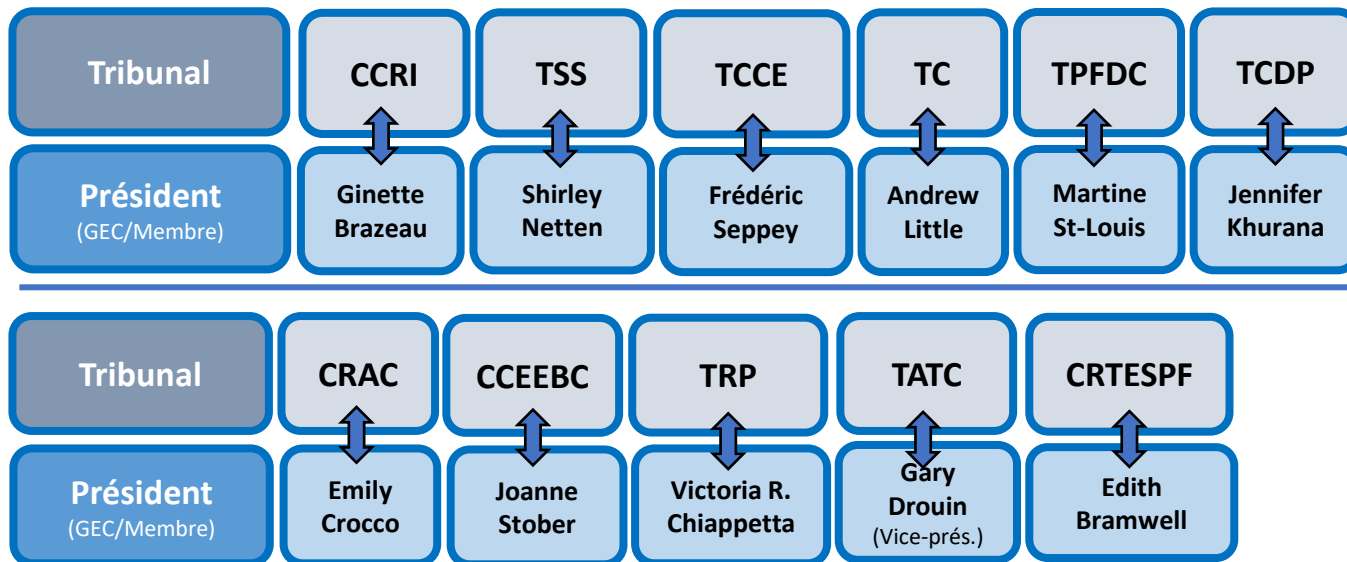 Tribunal
CCRI
TSS
TCCE
TC
TPFDC
TCDP
Président
(GEC/Membre)
Ginette
Brazeau
Shirley
Netten
Frédéric
Seppey
Andrew
Little
Martine
St-Louis
Jennifer
Khurana
Tribunal
CRAC
CCEEBC
TRP
TATC
CRTESPF
Président
(GEC/Membre)
Emily
Crocco
Joanne
Stober
Victoria R.
Chiappetta
Gary
Drouin
(Vice-prés.)
Edith
Bramwell